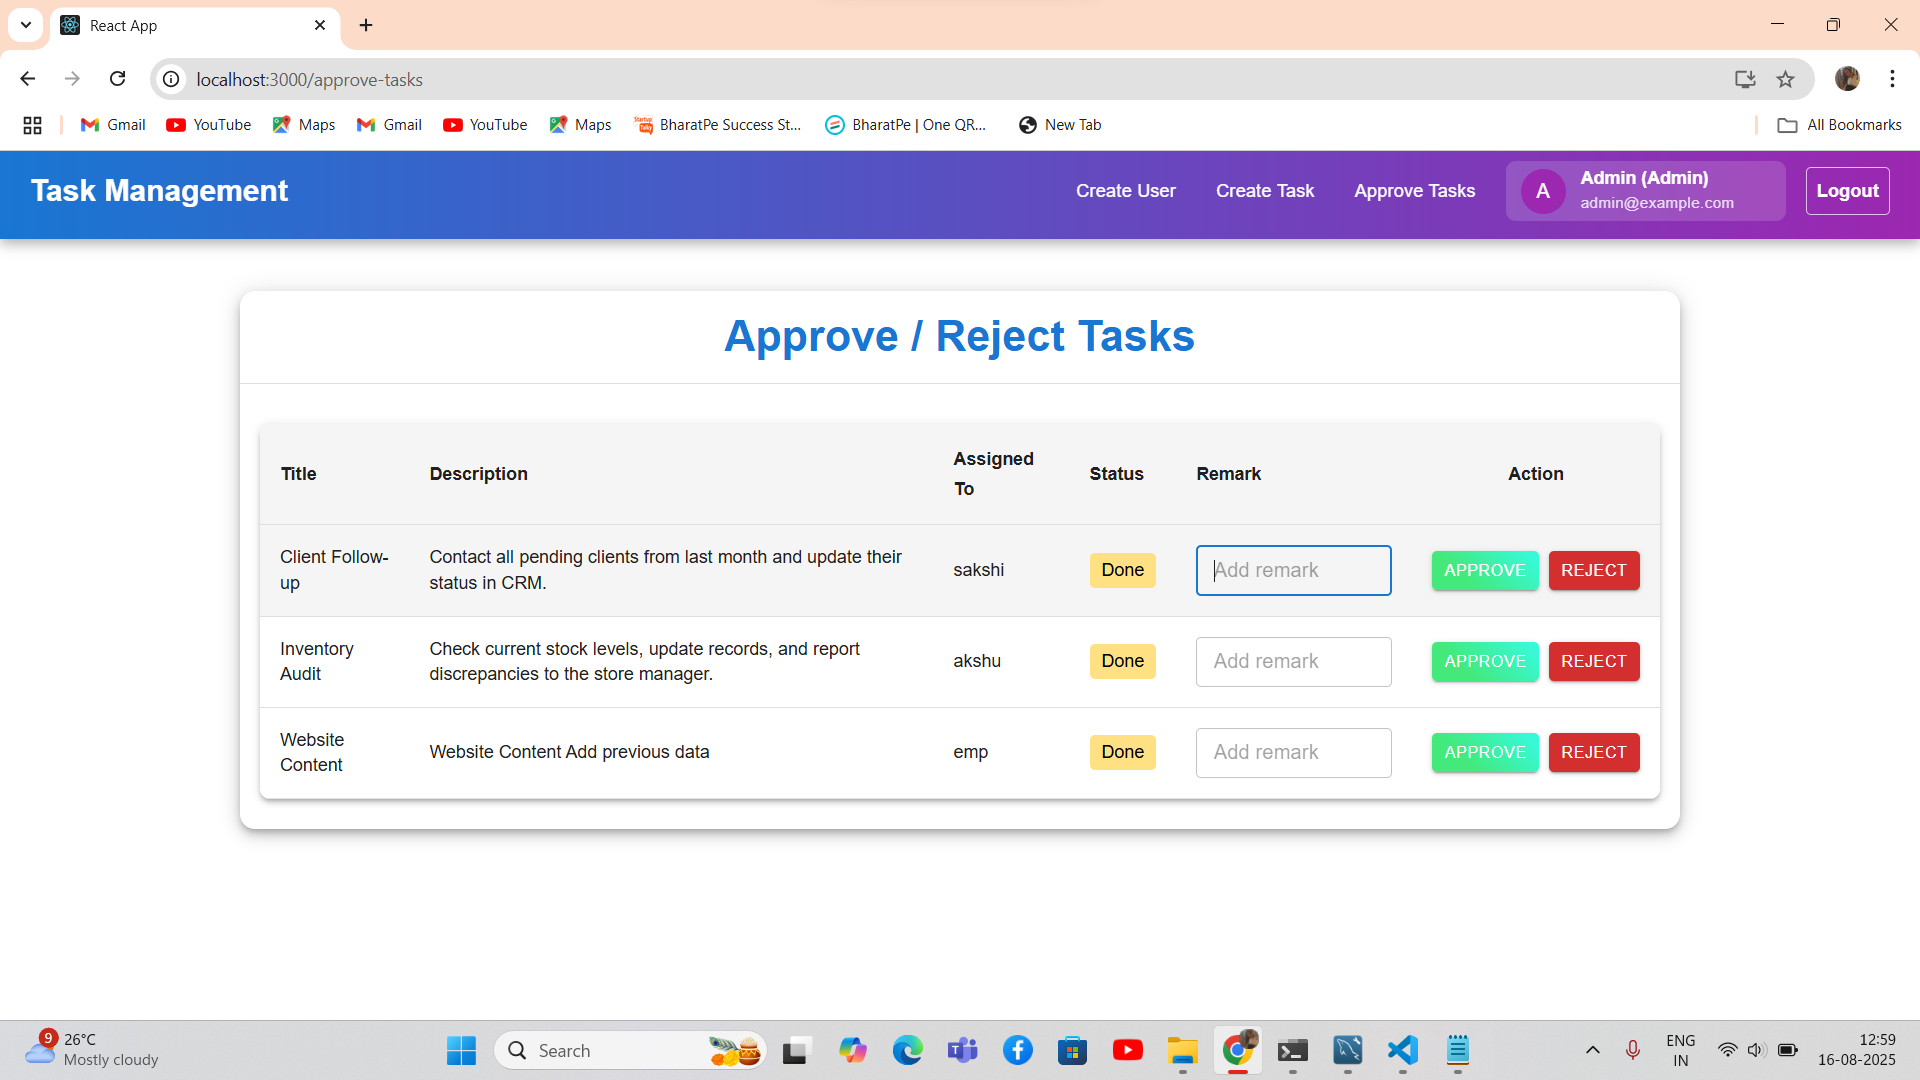 React App
localhost:3000/approve-tasks
Gmail YouTube Maps Gmail YouTube Maps BharatPe Success St... BharatPe | One QR... New Tab All Bookmarks
Task Management Create User Create Task Approve Tasks A Admin (Admin) Logout
admin@example.com
Approve / Reject Tasks
Title Description Assigned To Status Remark Action
Client Follow-
up
Contact all pending clients from last month and update their
status in CRM.
sakshi Done Add remark APPROVE REJECT
Inventory
Audit
Check current stock levels, update records, and report
discrepancies to the store manager.
akshu Done Add remark APPROVE REJECT
Website
Content
Website Content Add previous data
emp Done Add remark APPROVE REJECT
9 26°C
Mostly cloudy
Search
ENG
IN
12:59
16-08-2025